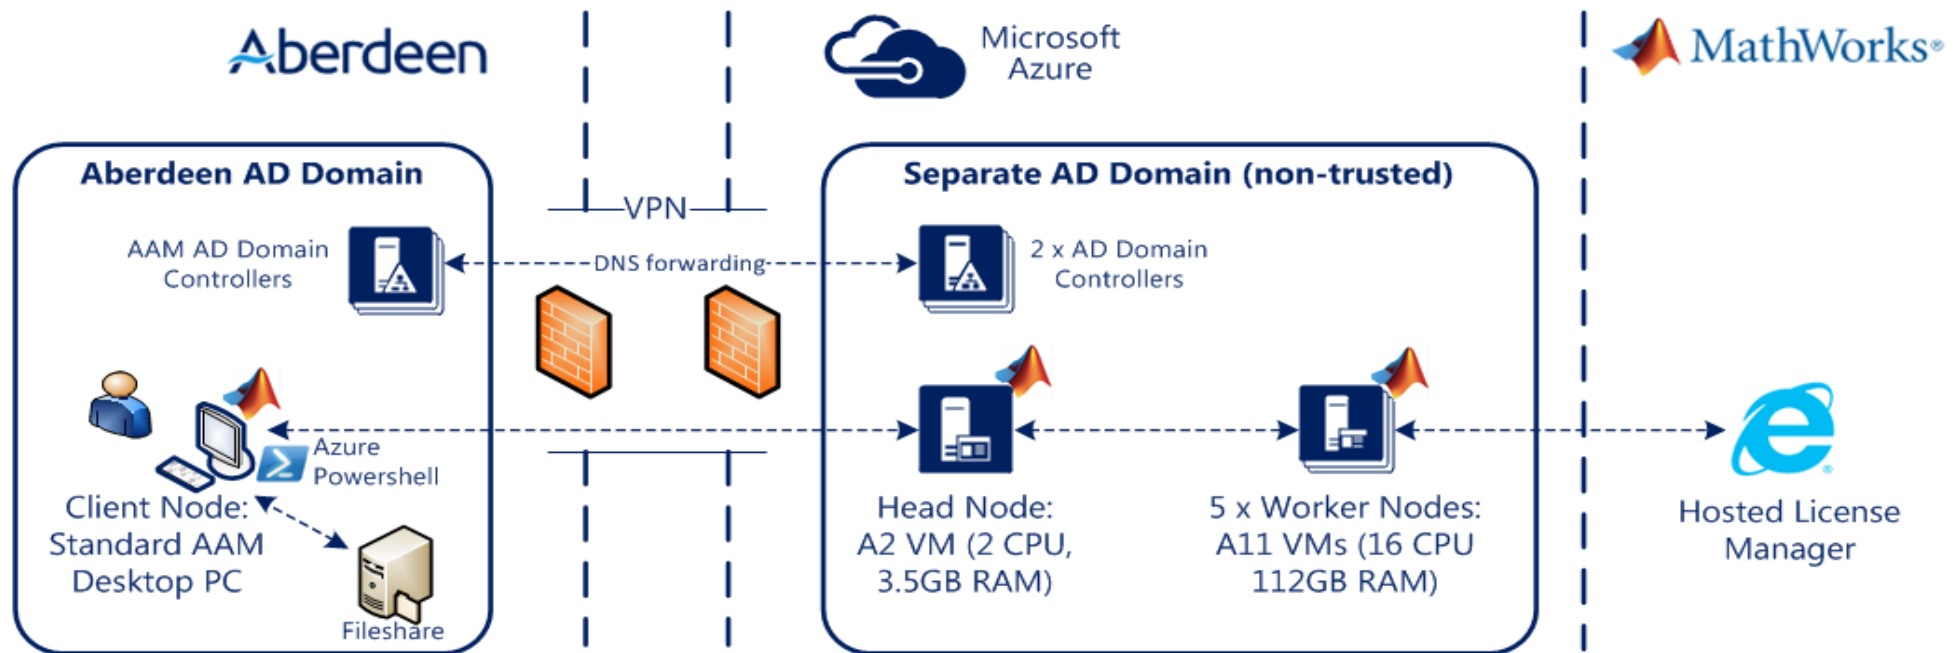 Aberdeen
Microsoft
Azure
MathWorks®
Aberdeen AD Domain
Separate AD Domain (non-trusted)
VPN
AAM AD Domain
Controllers
DNS forwarding
2 x AD Domain
Controllers
Azure
Powershell
Client Node:
Standard AAM
Desktop PC
Fileshare
Head Node:
A2 VM (2 CPU,
3.5GB RAM)
5 x Worker Nodes:
A11 VMs (16 CPU
112GB RAM)
Hosted License
Manager